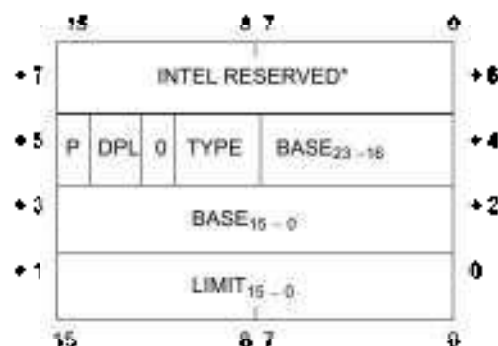 15 8 7 0
+7 INTEL RESERVED* +6
+5 P DPL 0 TYPE BASE23-16 +4
+3 BASE15-0 +2
+1 LIMIT15-0 0
15 8 7 0